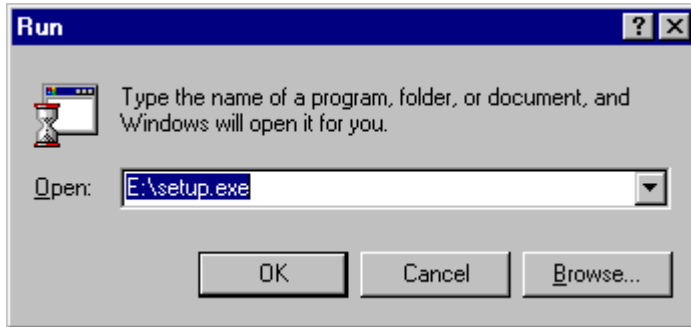 Run
Type the name of a program, folder, or document, and
Windows will open it for you.
Open: E:\setup.exe
OK Cancel Browse...